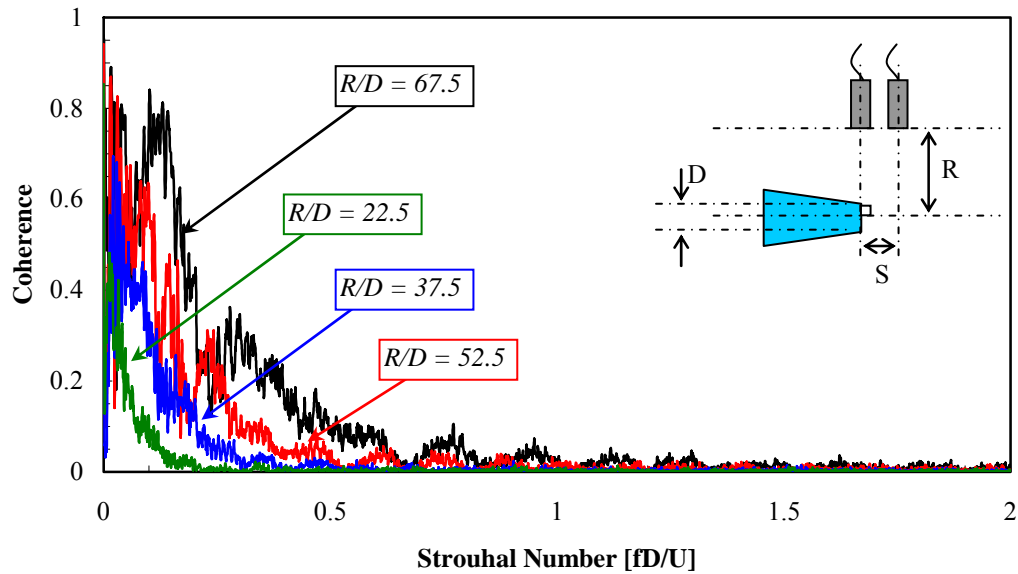 1
0.8
0.6
0.4
0.2
0
Coherence
R/D = 67.5
R/D = 22.5
R/D = 37.5
R/D = 52.5
D
R
S
0
0.5
1
1.5
2
Strouhal Number [fD/U]